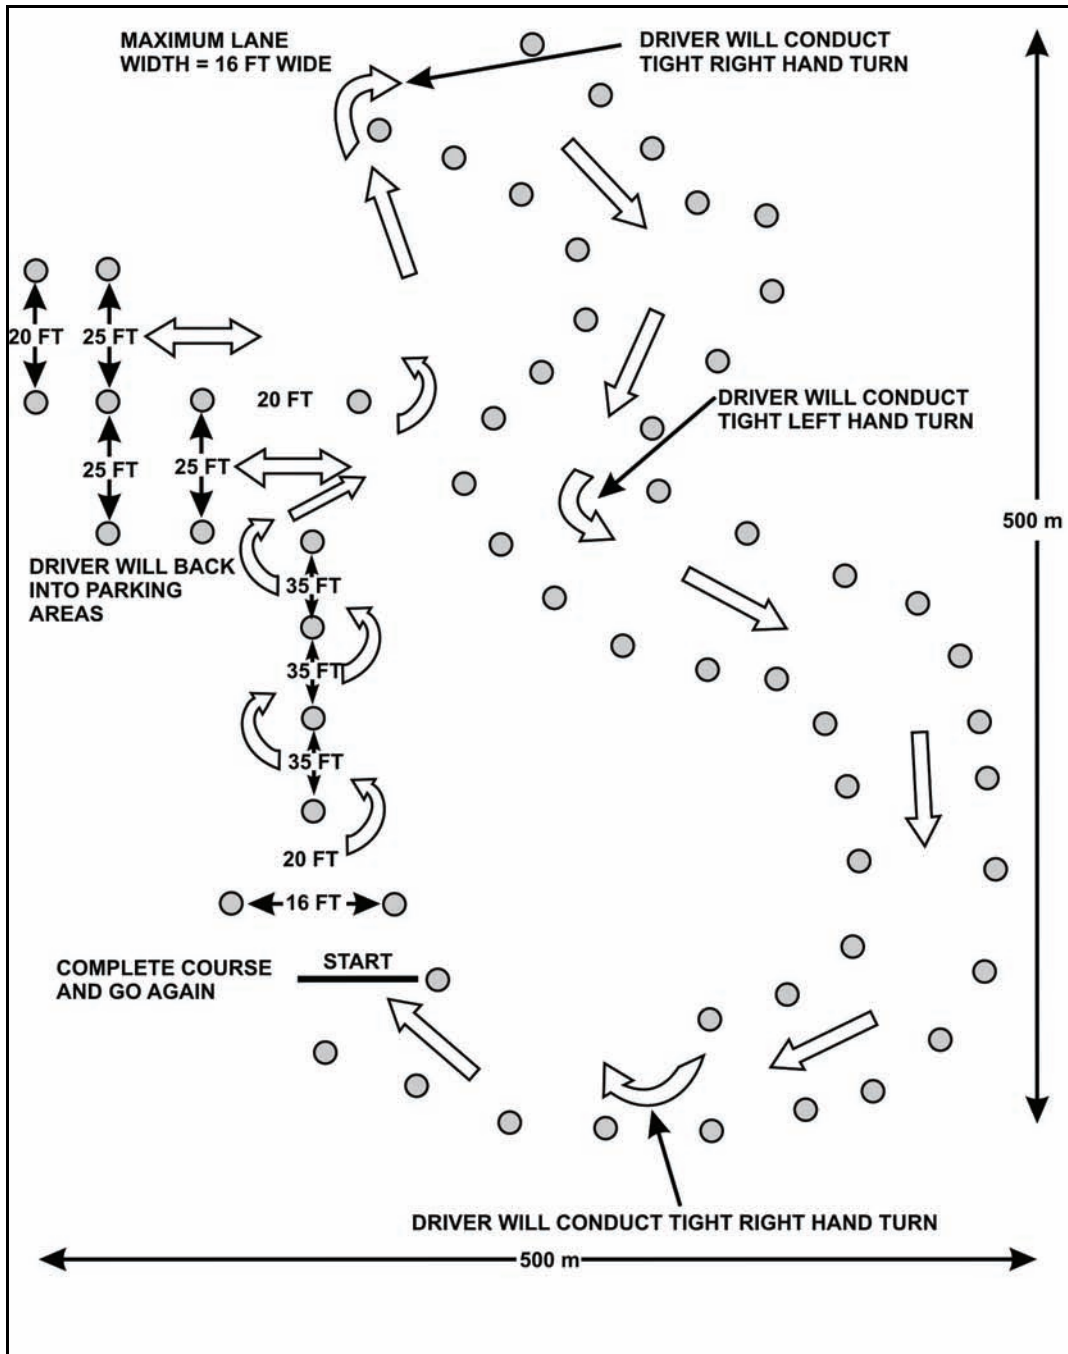 MAXIMUM LANE
WIDTH = 16 FT WIDE
DRIVER WILL CONDUCT
TIGHT RIGHT HAND TURN
20 FT
25 FT
20 FT
DRIVER WILL CONDUCT
TIGHT LEFT HAND TURN
25 FT
25 FT
500 m
DRIVER WILL BACK
INTO PARKING
AREAS
35 FT
35 FT
35 FT
20 FT
16 FT
START
COMPLETE COURSE
AND GO AGAIN
DRIVER WILL CONDUCT TIGHT RIGHT HAND TURN
500 m